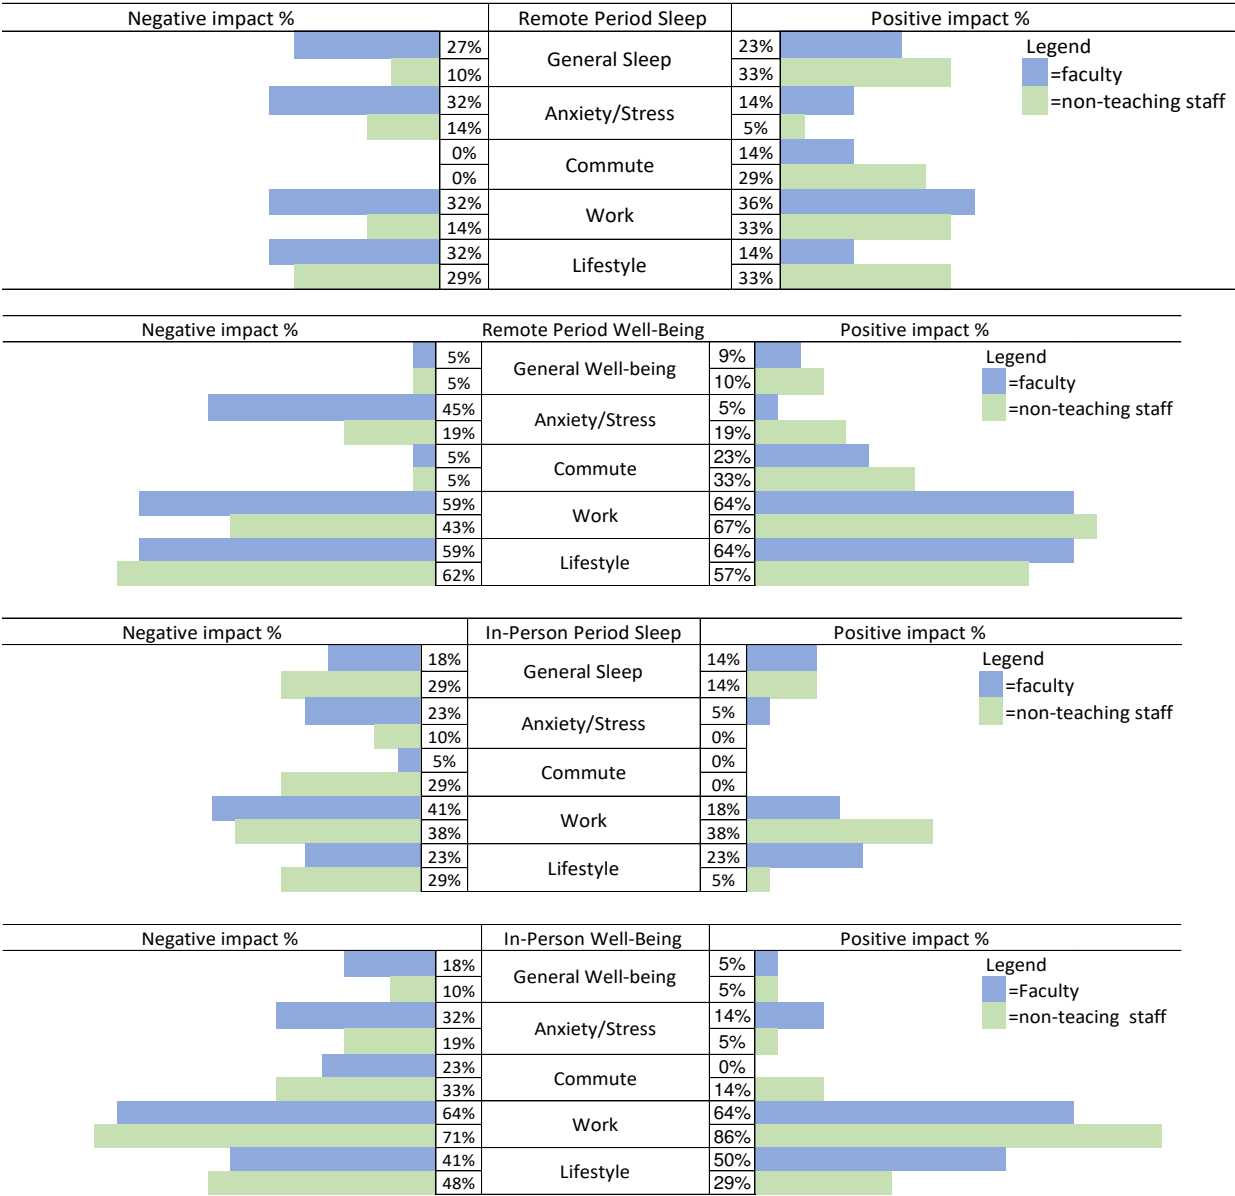 Negative impact % Remote Period Sleep Positive impact %
27% General Sleep 23% Legend
10% 33% =faculty
32% Anxiety/Stress 14% =non-teaching staff
14% 5%
0% Commute 14%
0% 29%
32% Work 36%
14% 33%
32% Lifestyle 14%
29% 33%
Negative impact % Remote Period Well-Being Positive impact %
5% General Well-being 9% Legend
5% 10% =faculty
45% Anxiety/Stress 5% =non-teaching staff
19% 19%
5% Commute 23%
5% 33%
59% Work 64%
43% 67%
59% Lifestyle 64%
62% 57%
Negative impact % In-Person Period Sleep Positive impact %
18% General Sleep 14% Legend
29% 14% =faculty
23% Anxiety/Stress 5% =non-teaching staff
10% 0%
5% Commute 0%
29% 0%
41% Work 18%
38% 38%
23% Lifestyle 23%
29% 5%
Negative impact % In-Person Well-Being Positive impact %
18% General Well-being 5% Legend
10% 5% =Faculty
32% Anxiety/Stress 14% =non-teacing staff
19% 5%
23% Commute 0%
33% 14%
64% Work 64%
71% 86%
41% Lifestyle 50%
48% 29%